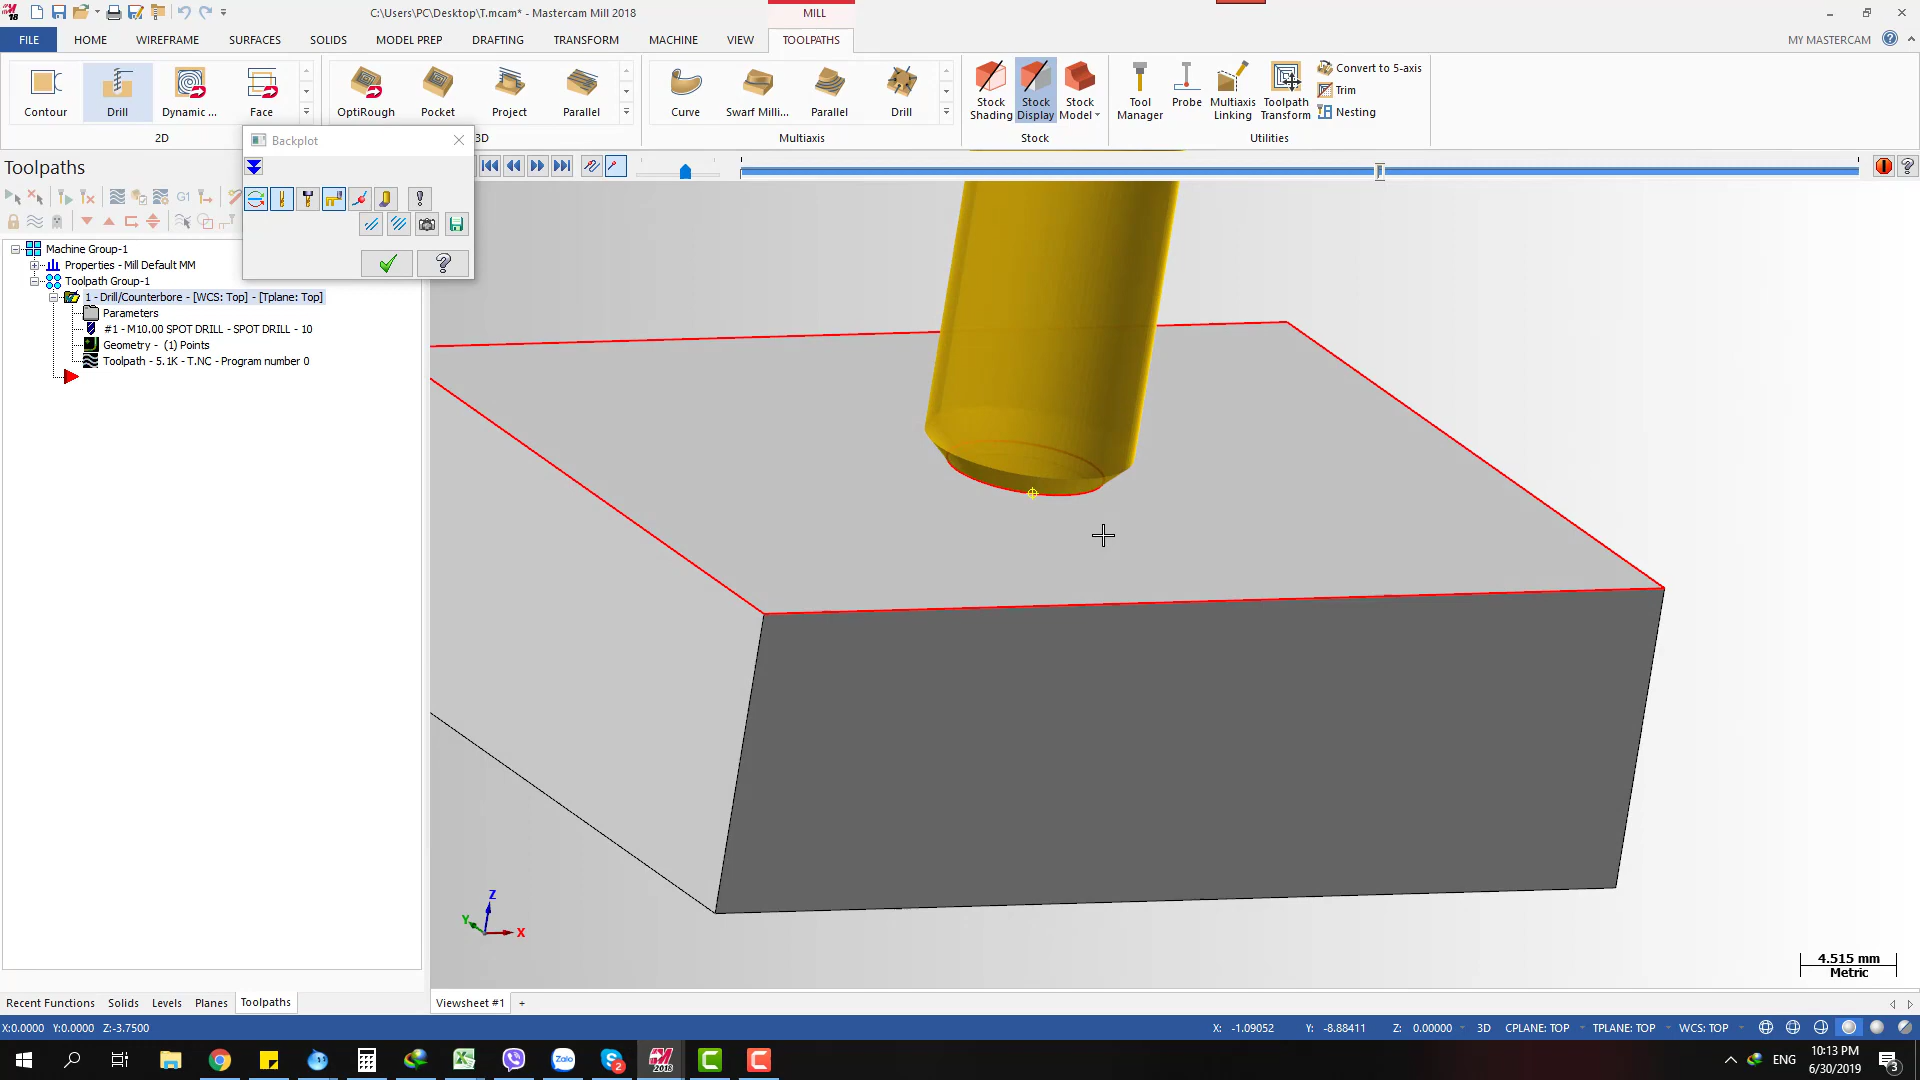 C:\Users\PC\Desktop\T.mcam* - Mastercam Mill 2018
MILL
FILE
HOME
WIREFRAME
SURFACES
SOLIDS
MODEL PREP
DRAFTING
TRANSFORM
MACHINE
VIEW
TOOLPATHS
MY MASTERCAM
Contour
Drill
Dynamic ...
Face
2D
OptiRough
Pocket
Project
Parallel
3D
Curve
Swarf Milli...
Parallel
Drill
Multiaxis
Stock Shading
Stock Display
Stock Model
Stock
Tool Manager
Probe
Multiaxis Linking
Toolpath Transform
Convert to 5-axis
Trim
Nesting
Utilities
Backplot
Toolpaths
G1
Machine Group-1
Properties - Mill Default MM
Toolpath Group-1
1 - Drill/Counterbore - [WCS: Top] - [Tplane: Top]
Parameters
#1 - M10.00 SPOT DRILL - SPOT DRILL - 10
Geometry - (1) Points
Toolpath - 5.1K - T.NC - Program number 0
Z
Y
X
4.515 mm
Metric
Recent Functions
Solids
Levels
Planes
Toolpaths
Viewsheet #1
+
X:0.0000 Y:0.0000 Z:-3.7500
X: -1.09052
Y: -8.88411
Z: 0.00000
3D
CPLANE: TOP
TPLANE: TOP
WCS: TOP
Zalo
2
2018
ENG
10:13 PM
6/30/2019
3